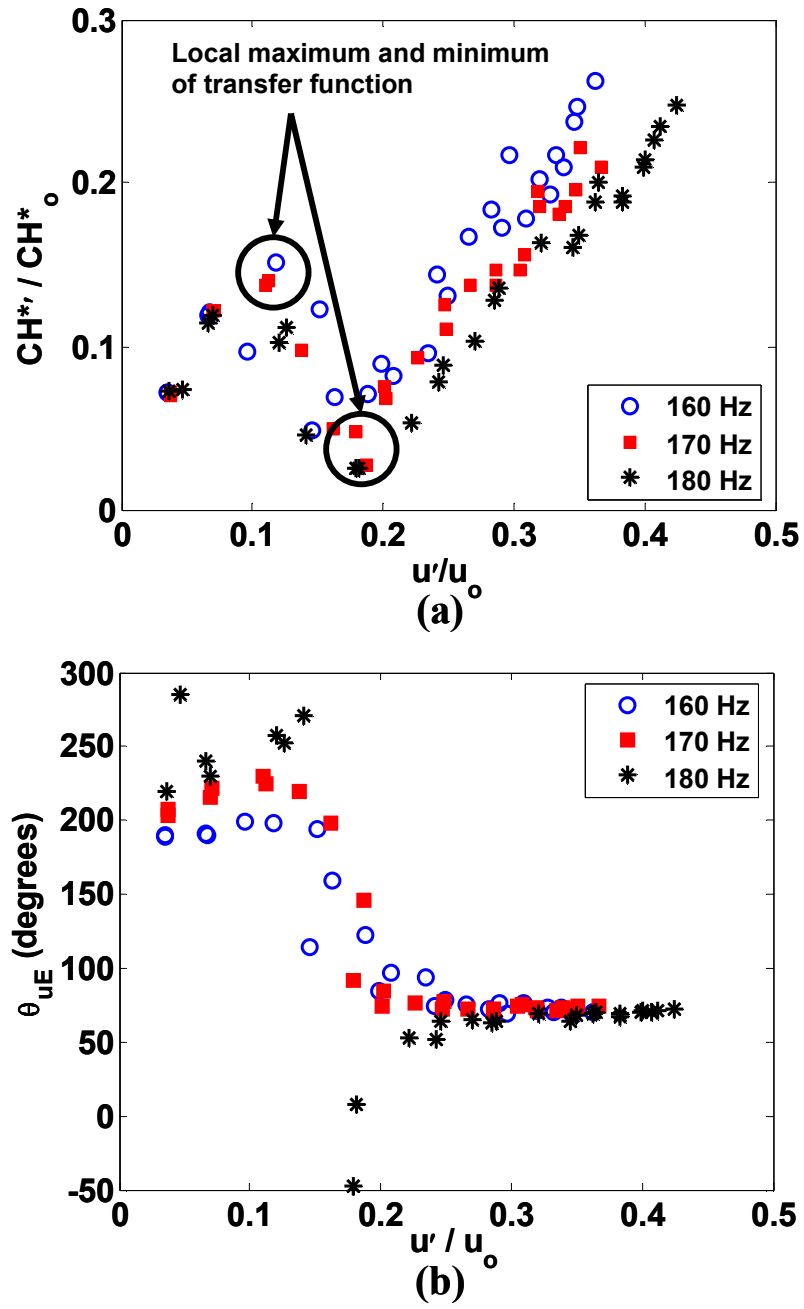 0.3
Local maximum and minimum
of transfer function
0.2
0.1
0
CH*′ / CH*o
160 Hz
170 Hz
180 Hz
0 0.1 0.2 0.3 0.4 0.5
u′/uo
(a)
300
250
200
150
100
50
0
-50
θuE (degrees)
160 Hz
170 Hz
180 Hz
0 0.1 0.2 0.3 0.4 0.5
u′ / uo
(b)